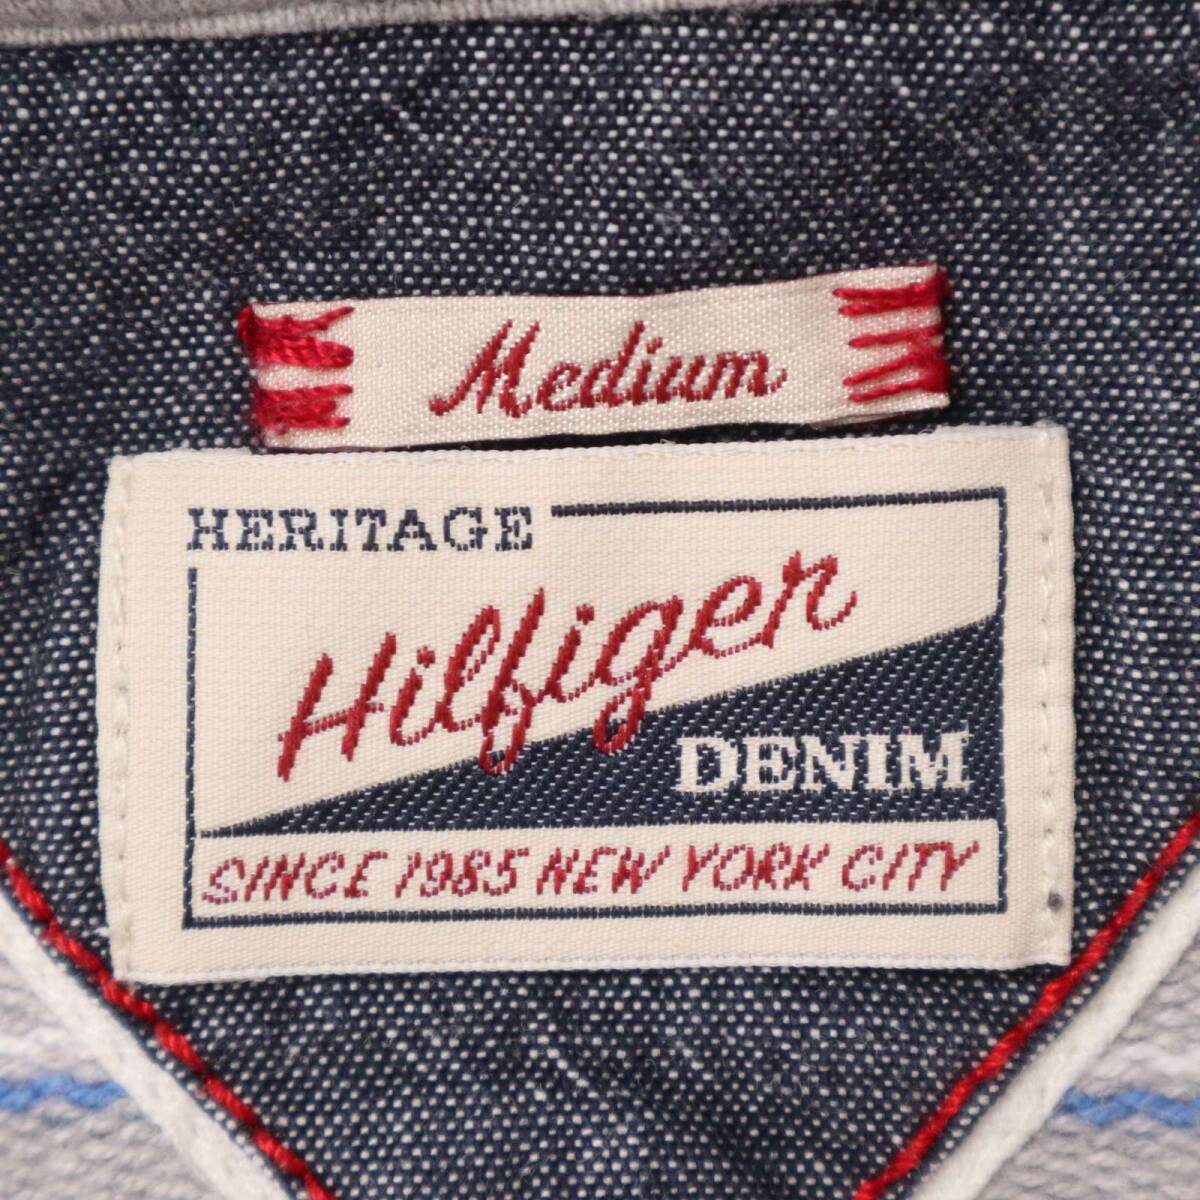 Medium
HERITAGE
Hilfiger
DENIM
SINCE 1985 NEW YORK CITY